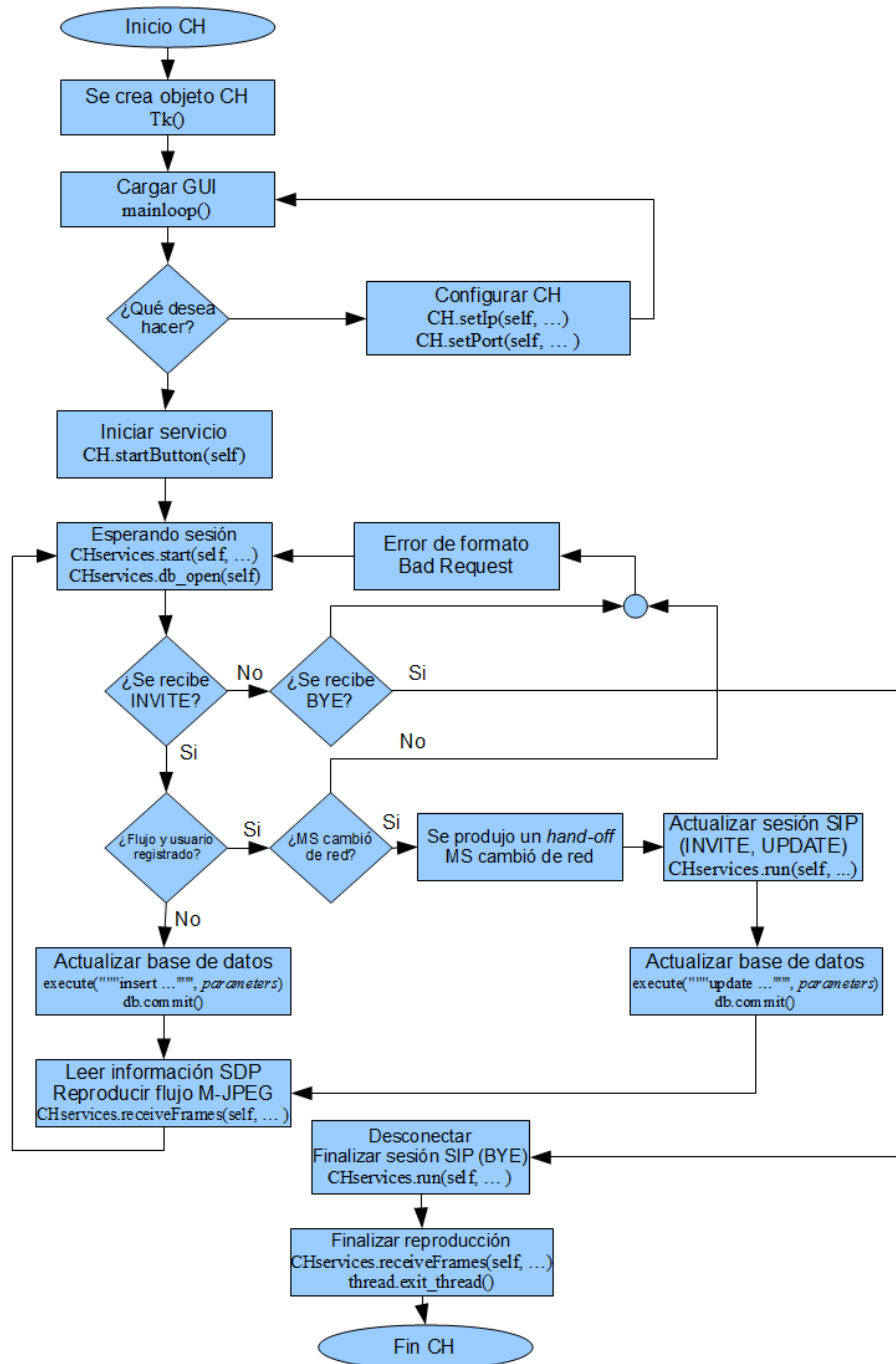 Inicio CH
Se crea objeto CH
Tk()
Cargar GUI
mainloop()
¿Qué desea
hacer?
Configurar CH
CH.setIp(self, …)
CH.setPort(self, … )
Iniciar servicio
CH.startButton(self)
Esperando sesión
CHservices.start(self, …)
CHservices.db_open(self)
Error de formato
Bad Request
¿Se recibe
INVITE?
No
¿Se recibe
BYE?
Si
Si
No
¿Flujo y usuario
registrado?
Si
¿MS cambió
de red?
Si
Se produjo un hand-off
MS cambió de red
Actualizar sesión SIP
(INVITE, UPDATE)
CHservices.run(self, ...)
No
Actualizar base de datos
execute("""insert …""", parameters)
db.commit()
Actualizar base de datos
execute("""update …""", parameters)
db.commit()
Leer información SDP
Reproducir flujo M-JPEG
CHservices.receiveFrames(self, … )
Desconectar
Finalizar sesión SIP (BYE)
CHservices.run(self, … )
Finalizar reproducción
CHservices.receiveFrames(self, …)
thread.exit_thread()
Fin CH